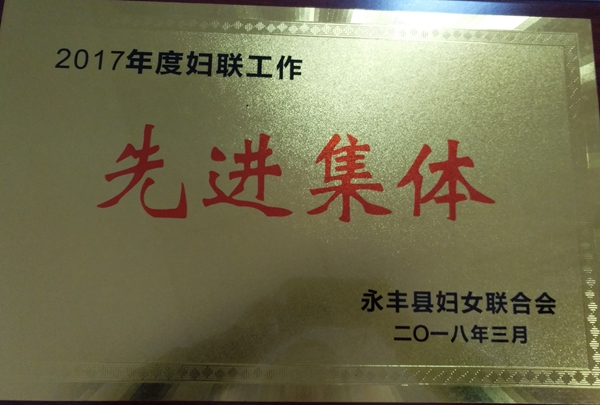 2017年度妇联工作
先进集体
永丰县妇女联合会
二〇一八年三月